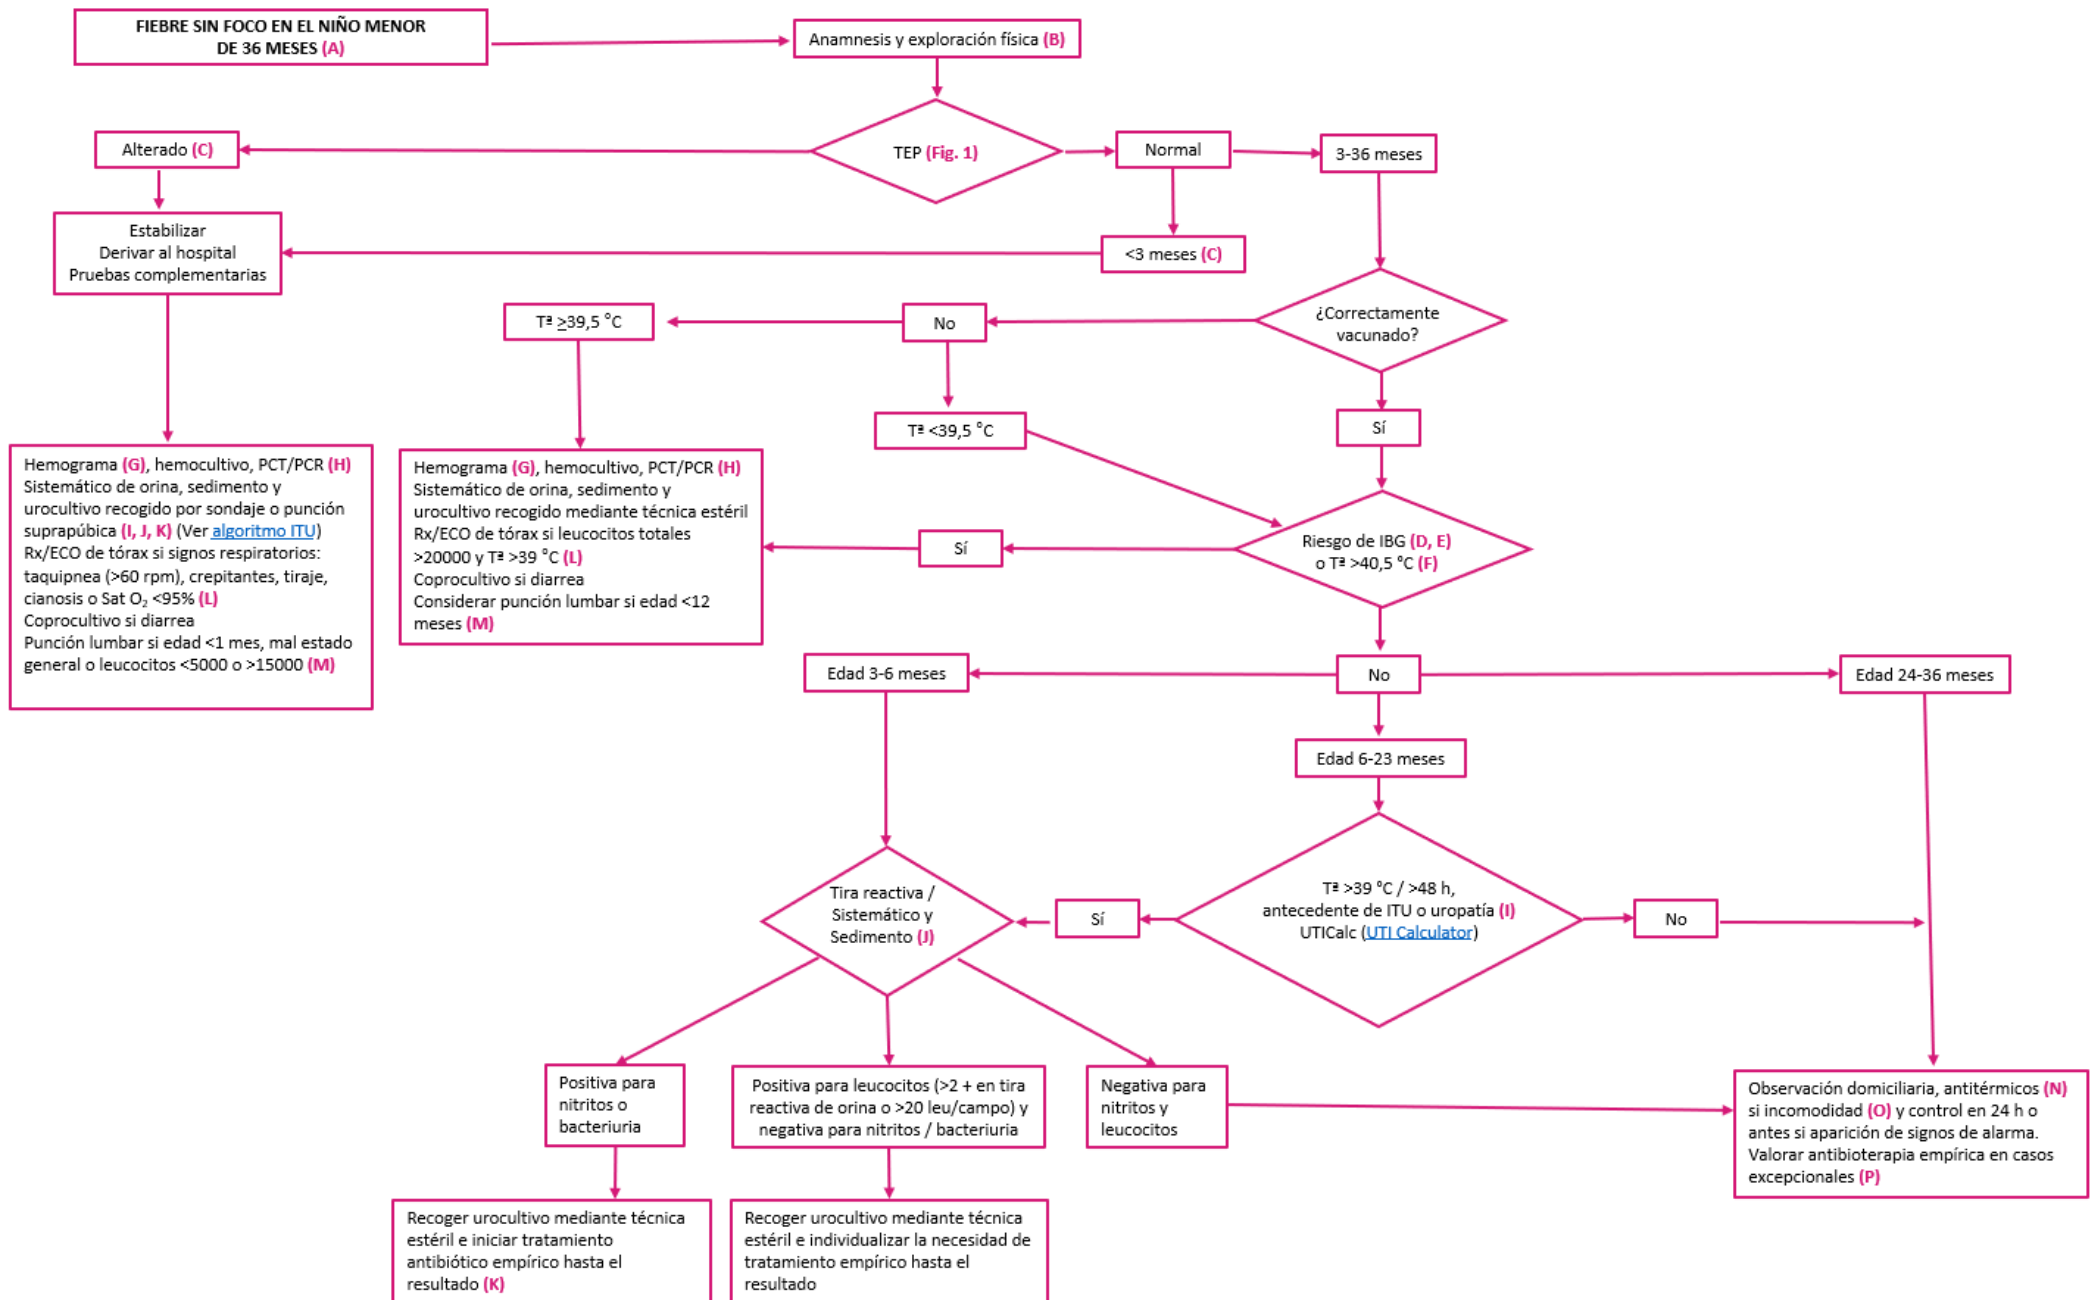 FIEBRE SIN FOCO EN EL NIÑO MENOR
DE 36 MESES (A)
Anamnesis y exploración física (B)
TEP (Fig. 1)
Alterado (C)
Normal
3-36 meses
Estabilizar
Derivar al hospital
Pruebas complementarias
<3 meses (C)
¿Correctamente
vacunado?
No
Tª ≥39,5 °C
Tª <39,5 °C
Sí
Hemograma (G), hemocultivo, PCT/PCR (H)
Sistemático de orina, sedimento y
urocultivo recogido por sondaje o punción
suprapúbica (I, J, K) (Ver algoritmo ITU)
Rx/ECO de tórax si signos respiratorios:
taquipnea (>60 rpm), crepitantes, tiraje,
cianosis o Sat O₂ <95% (L)
Coprocultivo si diarrea
Punción lumbar si edad <1 mes, mal estado
general o leucocitos <5000 o >15000 (M)
Hemograma (G), hemocultivo, PCT/PCR (H)
Sistemático de orina, sedimento y
urocultivo recogido mediante técnica estéril
Rx/ECO de tórax si leucocitos totales
>20000 y Tª >39 °C (L)
Coprocultivo si diarrea
Considerar punción lumbar si edad <12
meses (M)
Sí
Riesgo de IBG (D, E)
o Tª >40,5 °C (F)
Edad 3-6 meses
No
Edad 24-36 meses
Edad 6-23 meses
Tira reactiva /
Sistemático y
Sedimento (J)
Sí
Tª >39 °C / >48 h,
antecedente de ITU o uropatía (I)
UTICalc (UTI Calculator)
No
Positiva para
nitritos o
bacteriuria
Positiva para leucocitos (>2 + en tira
reactiva de orina o >20 leu/campo) y
negativa para nitritos / bacteriuria
Negativa para
nitritos y
leucocitos
Observación domiciliaria, antitérmicos (N)
si incomodidad (O) y control en 24 h o
antes si aparición de signos de alarma.
Valorar antibioterapia empírica en casos
excepcionales (P)
Recoger urocultivo mediante técnica
estéril e iniciar tratamiento
antibiótico empírico hasta el
resultado (K)
Recoger urocultivo mediante técnica
estéril e individualizar la necesidad de
tratamiento empírico hasta el
resultado